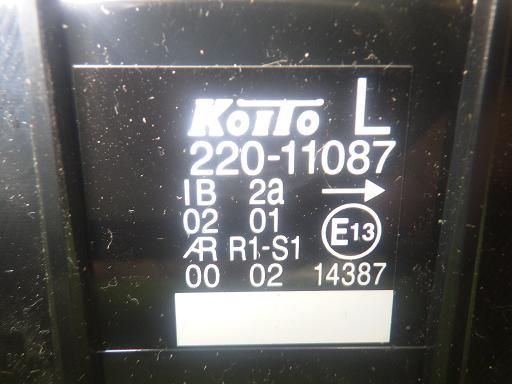 KOITO L
220-11087
IB 2a →
02 01 E13
AR R1-S1
00 02 14387